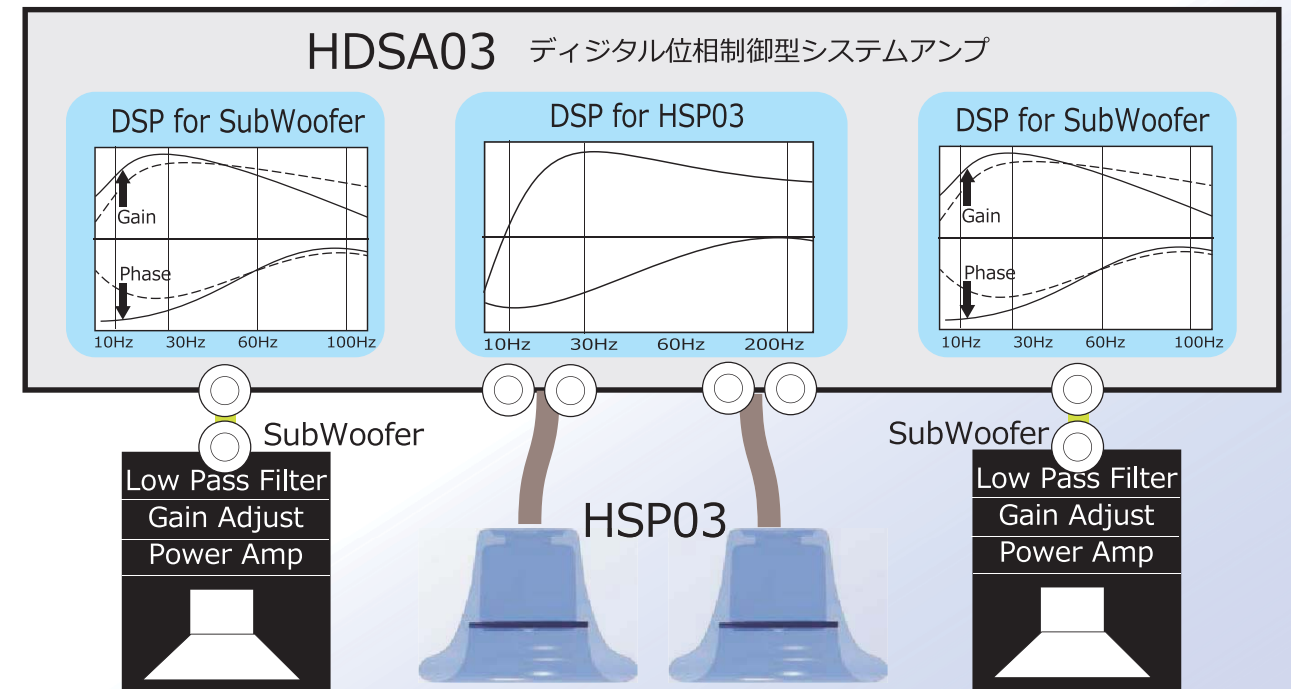 HDSA03 ディジタル位相制御型システムアンプ
DSP for SubWoofer
Gain
Phase
10Hz 30Hz 60Hz 100Hz
DSP for HSP03
10Hz 30Hz 60Hz 200Hz
DSP for SubWoofer
Gain
Phase
10Hz 30Hz 60Hz 100Hz
SubWoofer
Low Pass Filter
Gain Adjust
Power Amp
HSP03
SubWoofer
Low Pass Filter
Gain Adjust
Power Amp